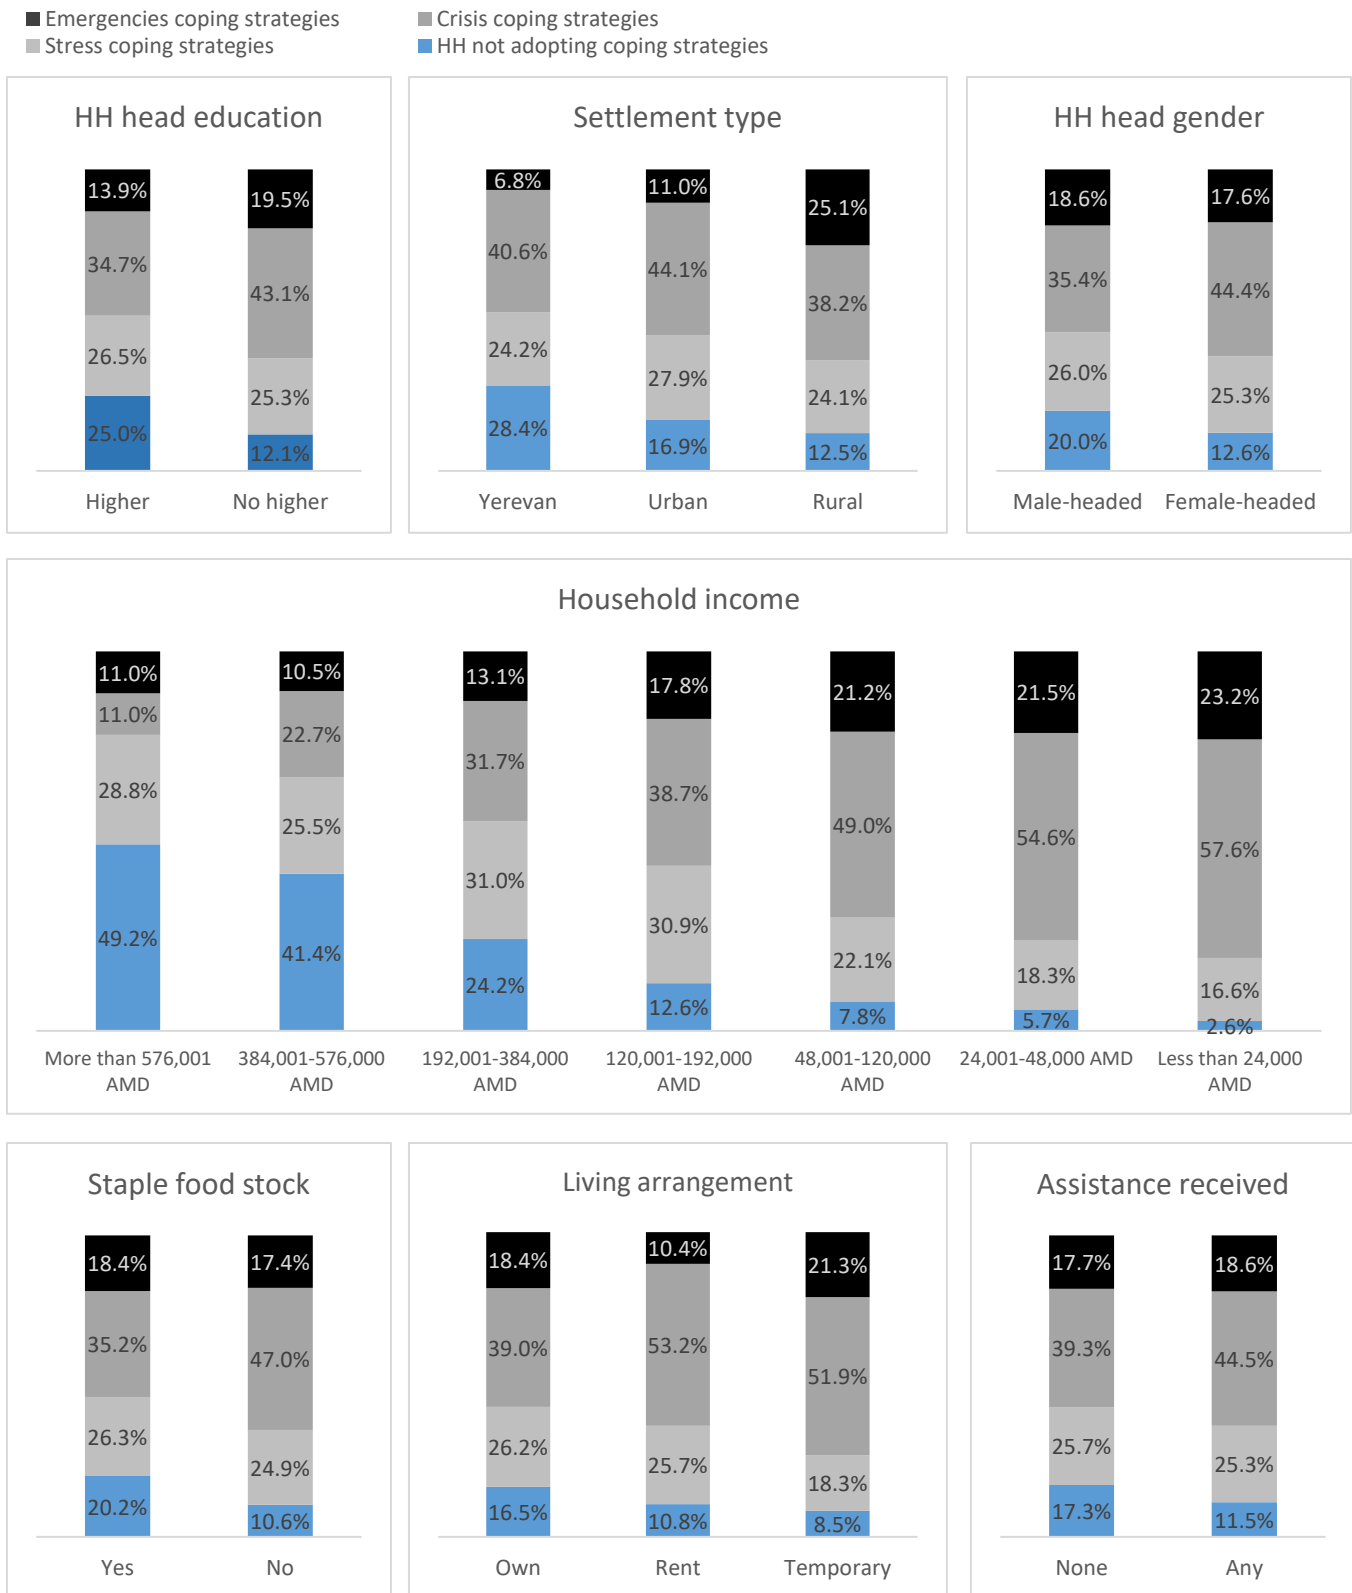 Emergencies coping strategies
Crisis coping strategies
Stress coping strategies
HH not adopting coping strategies
HH head education
13.9%
19.5%
34.7%
43.1%
26.5%
25.3%
25.0%
12.1%
Higher
No higher
Settlement type
6.8%
11.0%
25.1%
40.6%
44.1%
38.2%
24.2%
27.9%
24.1%
28.4%
16.9%
12.5%
Yerevan
Urban
Rural
HH head gender
18.6%
17.6%
35.4%
44.4%
26.0%
25.3%
20.0%
12.6%
Male-headed
Female-headed
Household income
11.0%
10.5%
13.1%
17.8%
21.2%
21.5%
23.2%
11.0%
22.7%
31.7%
38.7%
49.0%
54.6%
57.6%
28.8%
25.5%
31.0%
30.9%
22.1%
18.3%
16.6%
49.2%
41.4%
24.2%
12.6%
7.8%
5.7%
2.6%
More than 576,001
AMD
384,001-576,000
AMD
192,001-384,000
AMD
120,001-192,000
AMD
48,001-120,000
AMD
24,001-48,000 AMD
Less than 24,000
AMD
Staple food stock
18.4%
17.4%
35.2%
47.0%
26.3%
24.9%
20.2%
10.6%
Yes
No
Living arrangement
18.4%
10.4%
21.3%
39.0%
53.2%
51.9%
26.2%
25.7%
18.3%
16.5%
10.8%
8.5%
Own
Rent
Temporary
Assistance received
17.7%
18.6%
39.3%
44.5%
25.7%
25.3%
17.3%
11.5%
None
Any